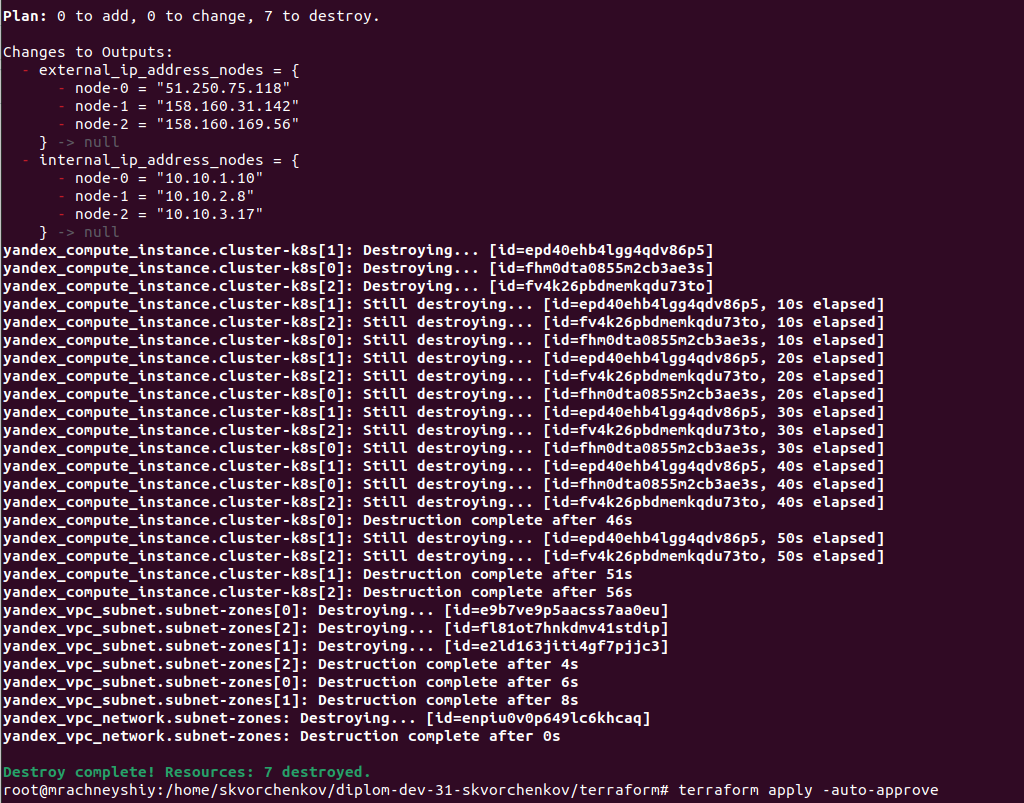 Plan: 0 to add, 0 to change, 7 to destroy.
Changes to Outputs:
- external_ip_address_nodes = {
- node-0 = "51.250.75.118"
- node-1 = "158.160.31.142"
- node-2 = "158.160.169.56"
} -> null
- internal_ip_address_nodes = {
- node-0 = "10.10.1.10"
- node-1 = "10.10.2.8"
- node-2 = "10.10.3.17"
} -> null
yandex_compute_instance.cluster-k8s[1]: Destroying... [id=epd40ehb4lgg4qdv86p5]
yandex_compute_instance.cluster-k8s[0]: Destroying... [id=fhm0dta0855m2cb3ae3s]
yandex_compute_instance.cluster-k8s[2]: Destroying... [id=fv4k26pbdmemkqdu73to]
yandex_compute_instance.cluster-k8s[1]: Still destroying... [id=epd40ehb4lgg4qdv86p5, 10s elapsed]
yandex_compute_instance.cluster-k8s[2]: Still destroying... [id=fv4k26pbdmemkqdu73to, 10s elapsed]
yandex_compute_instance.cluster-k8s[0]: Still destroying... [id=fhm0dta0855m2cb3ae3s, 10s elapsed]
yandex_compute_instance.cluster-k8s[1]: Still destroying... [id=epd40ehb4lgg4qdv86p5, 20s elapsed]
yandex_compute_instance.cluster-k8s[2]: Still destroying... [id=fv4k26pbdmemkqdu73to, 20s elapsed]
yandex_compute_instance.cluster-k8s[0]: Still destroying... [id=fhm0dta0855m2cb3ae3s, 20s elapsed]
yandex_compute_instance.cluster-k8s[1]: Still destroying... [id=epd40ehb4lgg4qdv86p5, 30s elapsed]
yandex_compute_instance.cluster-k8s[2]: Still destroying... [id=fv4k26pbdmemkqdu73to, 30s elapsed]
yandex_compute_instance.cluster-k8s[0]: Still destroying... [id=fhm0dta0855m2cb3ae3s, 30s elapsed]
yandex_compute_instance.cluster-k8s[1]: Still destroying... [id=epd40ehb4lgg4qdv86p5, 40s elapsed]
yandex_compute_instance.cluster-k8s[0]: Still destroying... [id=fhm0dta0855m2cb3ae3s, 40s elapsed]
yandex_compute_instance.cluster-k8s[2]: Still destroying... [id=fv4k26pbdmemkqdu73to, 40s elapsed]
yandex_compute_instance.cluster-k8s[0]: Destruction complete after 46s
yandex_compute_instance.cluster-k8s[1]: Still destroying... [id=epd40ehb4lgg4qdv86p5, 50s elapsed]
yandex_compute_instance.cluster-k8s[2]: Still destroying... [id=fv4k26pbdmemkqdu73to, 50s elapsed]
yandex_compute_instance.cluster-k8s[1]: Destruction complete after 51s
yandex_compute_instance.cluster-k8s[2]: Destruction complete after 56s
yandex_vpc_subnet.subnet-zones[0]: Destroying... [id=e9b7ve9p5aacss7aa0eu]
yandex_vpc_subnet.subnet-zones[2]: Destroying... [id=fl81ot7hnkdmv41stdip]
yandex_vpc_subnet.subnet-zones[1]: Destroying... [id=e2ld163jiti4gf7pjjc3]
yandex_vpc_subnet.subnet-zones[2]: Destruction complete after 4s
yandex_vpc_subnet.subnet-zones[0]: Destruction complete after 6s
yandex_vpc_subnet.subnet-zones[1]: Destruction complete after 8s
yandex_vpc_network.subnet-zones: Destroying... [id=enpiu0v0p649lc6khcaq]
yandex_vpc_network.subnet-zones: Destruction complete after 0s
Destroy complete! Resources: 7 destroyed.
root@mrachneyshiy:/home/skvorchenkov/diplom-dev-31-skvorchenkov/terraform# terraform apply -auto-approve